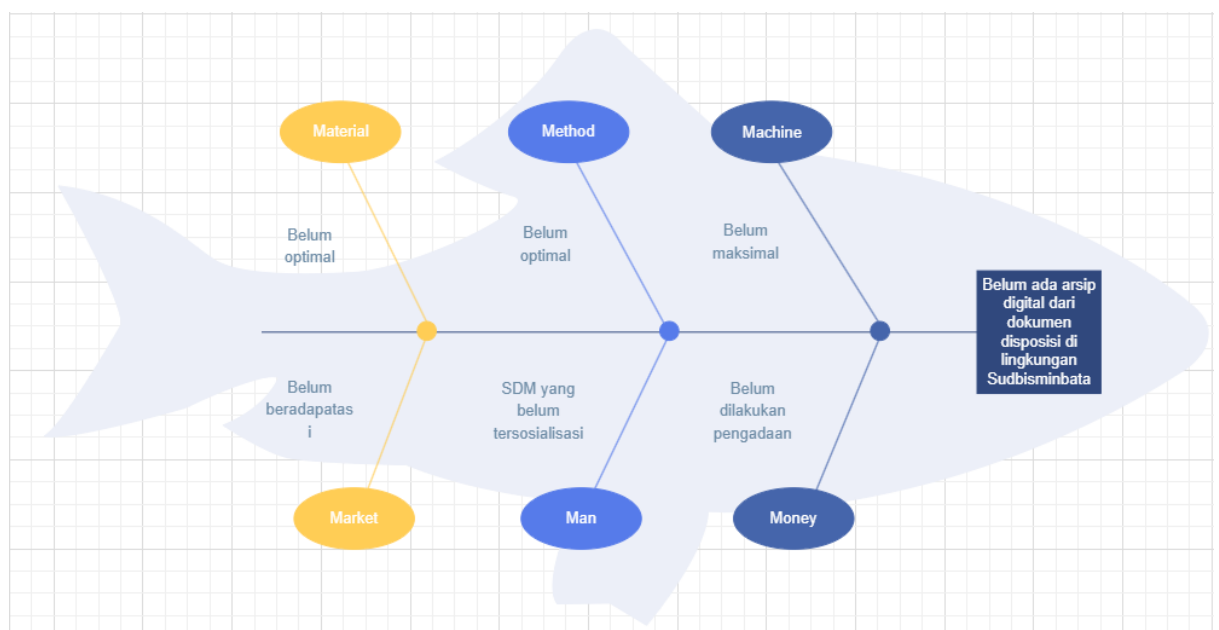 Material
Method
Machine
Belum
optimal
Belum
optimal
Belum
maksimal
Belum ada arsip
digital dari
dokumen
disposisi di
lingkungan
Sudbisminbata
Belum
beradapatas
i
SDM yang
belum
tersosialisasi
Belum
dilakukan
pengadaan
Market
Man
Money